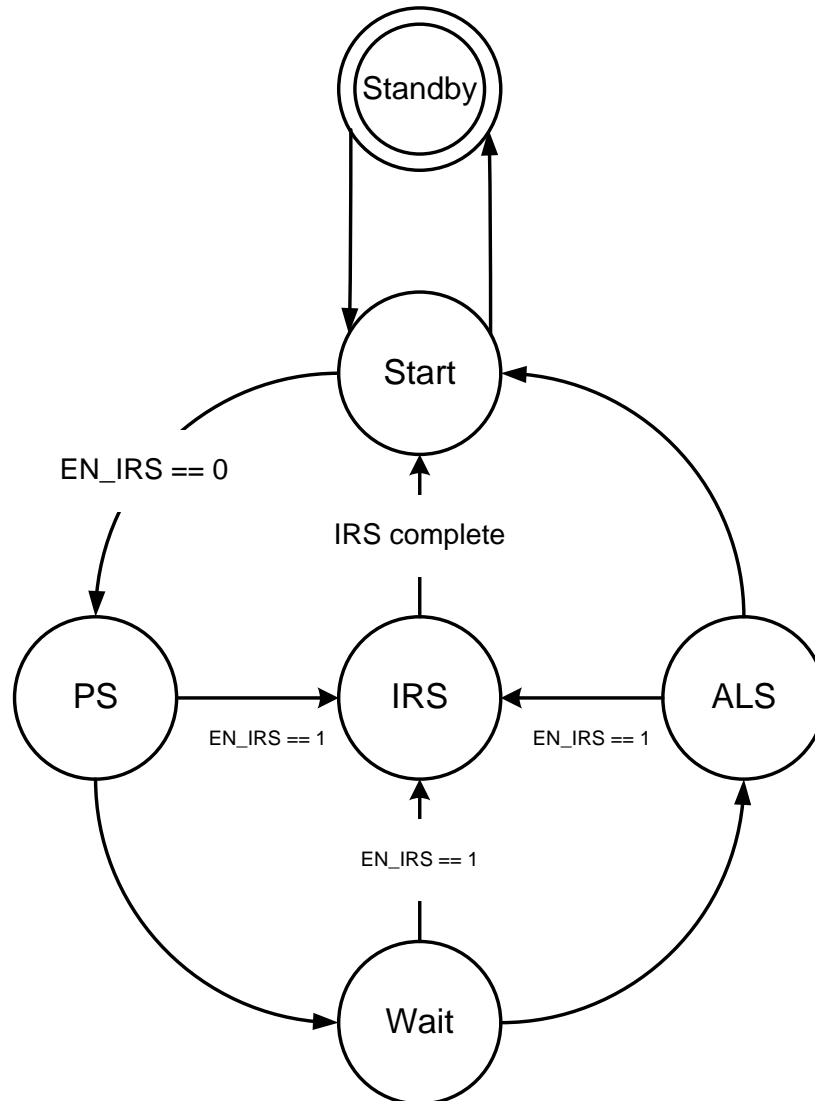 Standby
Start
EN_IRS == 0
IRS complete
PS
IRS
ALS
EN_IRS == 1
EN_IRS == 1
EN_IRS == 1
Wait